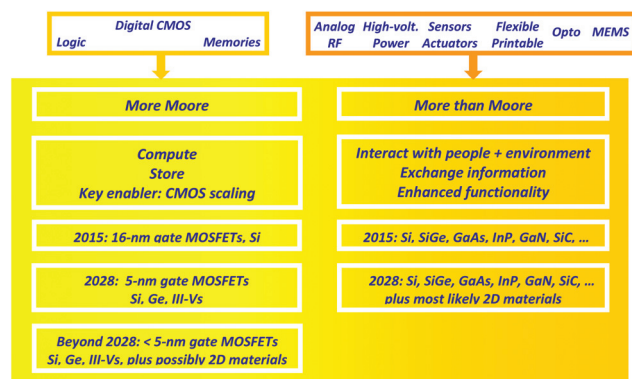 Digital CMOS
Logic Memories
Analog RF
High-volt. Power
Sensors Actuators
Flexible Printable
Opto
MEMS
More Moore
Compute
Store
Key enabler: CMOS scaling
2015: 16-nm gate MOSFETs, Si
2028: 5-nm gate MOSFETs
Si, Ge, III-Vs
Beyond 2028: < 5-nm gate MOSFETs
Si, Ge, III-Vs, plus possibly 2D materials
More than Moore
Interact with people + environment
Exchange information
Enhanced functionality
2015: Si, SiGe, GaAs, InP, GaN, SiC, ...
2028: Si, SiGe, GaAs, InP, GaN, SiC, ...
plus most likely 2D materials